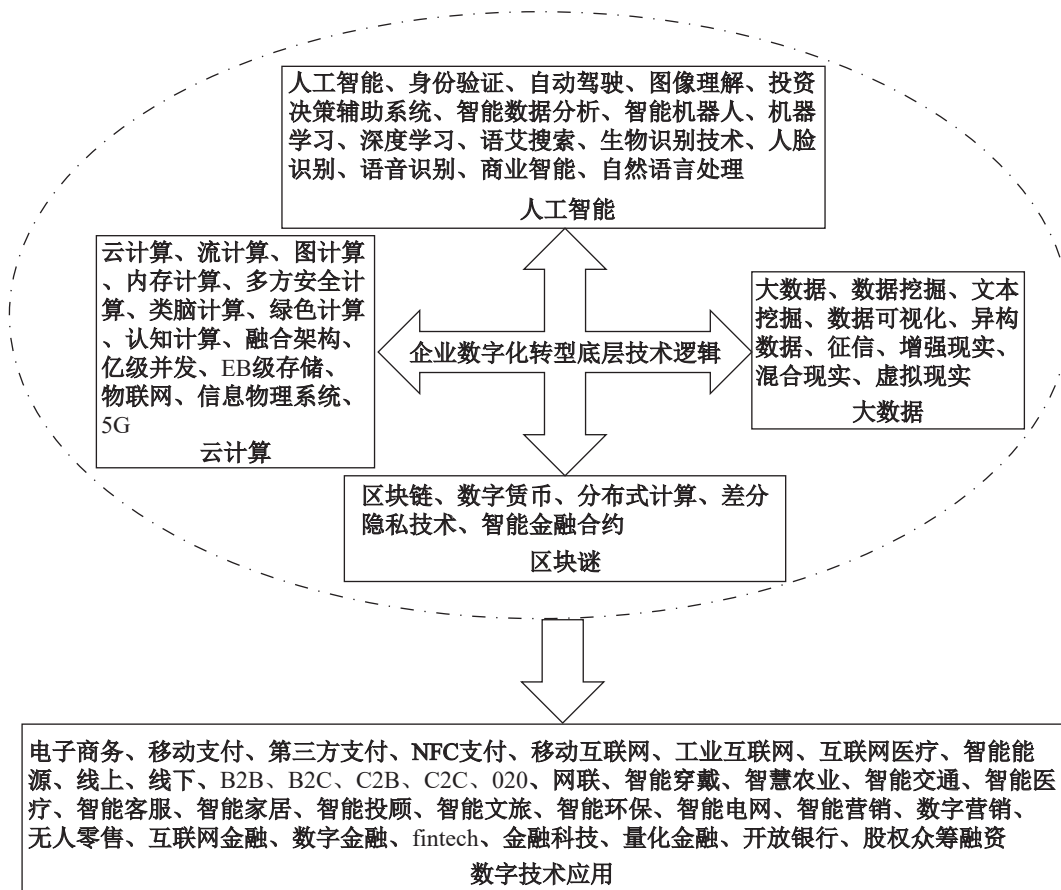 人工智能、身份验证、自动驾驶、图像理解、投资
决策辅助系统、智能数据分析、智能机器人、机器
学习、深度学习、语艾搜索、生物识别技术、人脸
识别、语音识别、商业智能、自然语言处理
人工智能
云计算、流计算、图计算
、内存计算、多方安全计
算、类脑计算、绿色计算
、认知计算、融合架构、
亿级并发、EB级存储、
物联网、信息物理系统、
5G
云计算
企业数字化转型底层技术逻辑
大数据、数据挖掘、文本
挖掘、数据可视化、异构
数据、征信、增强现实、
混合现实、虚拟现实
大数据
区块链、数字赁币、分布式计算、差分
隐私技术、智能金融合约
区块谜
电子商务、移动支付、第三方支付、NFC支付、移动互联网、工业互联网、互联网医疗、智能能
源、线上、线下、B2B、B2C、C2B、C2C、020、网联、智能穿戴、智慧农业、智能交通、智能医
疗、智能客服、智能家居、智能投顾、智能文旅、智能环保、智能电网、智能营销、数字营销、
无人零售、互联网金融、数字金融、fintech、金融科技、量化金融、开放银行、股权众筹融资
数字技术应用